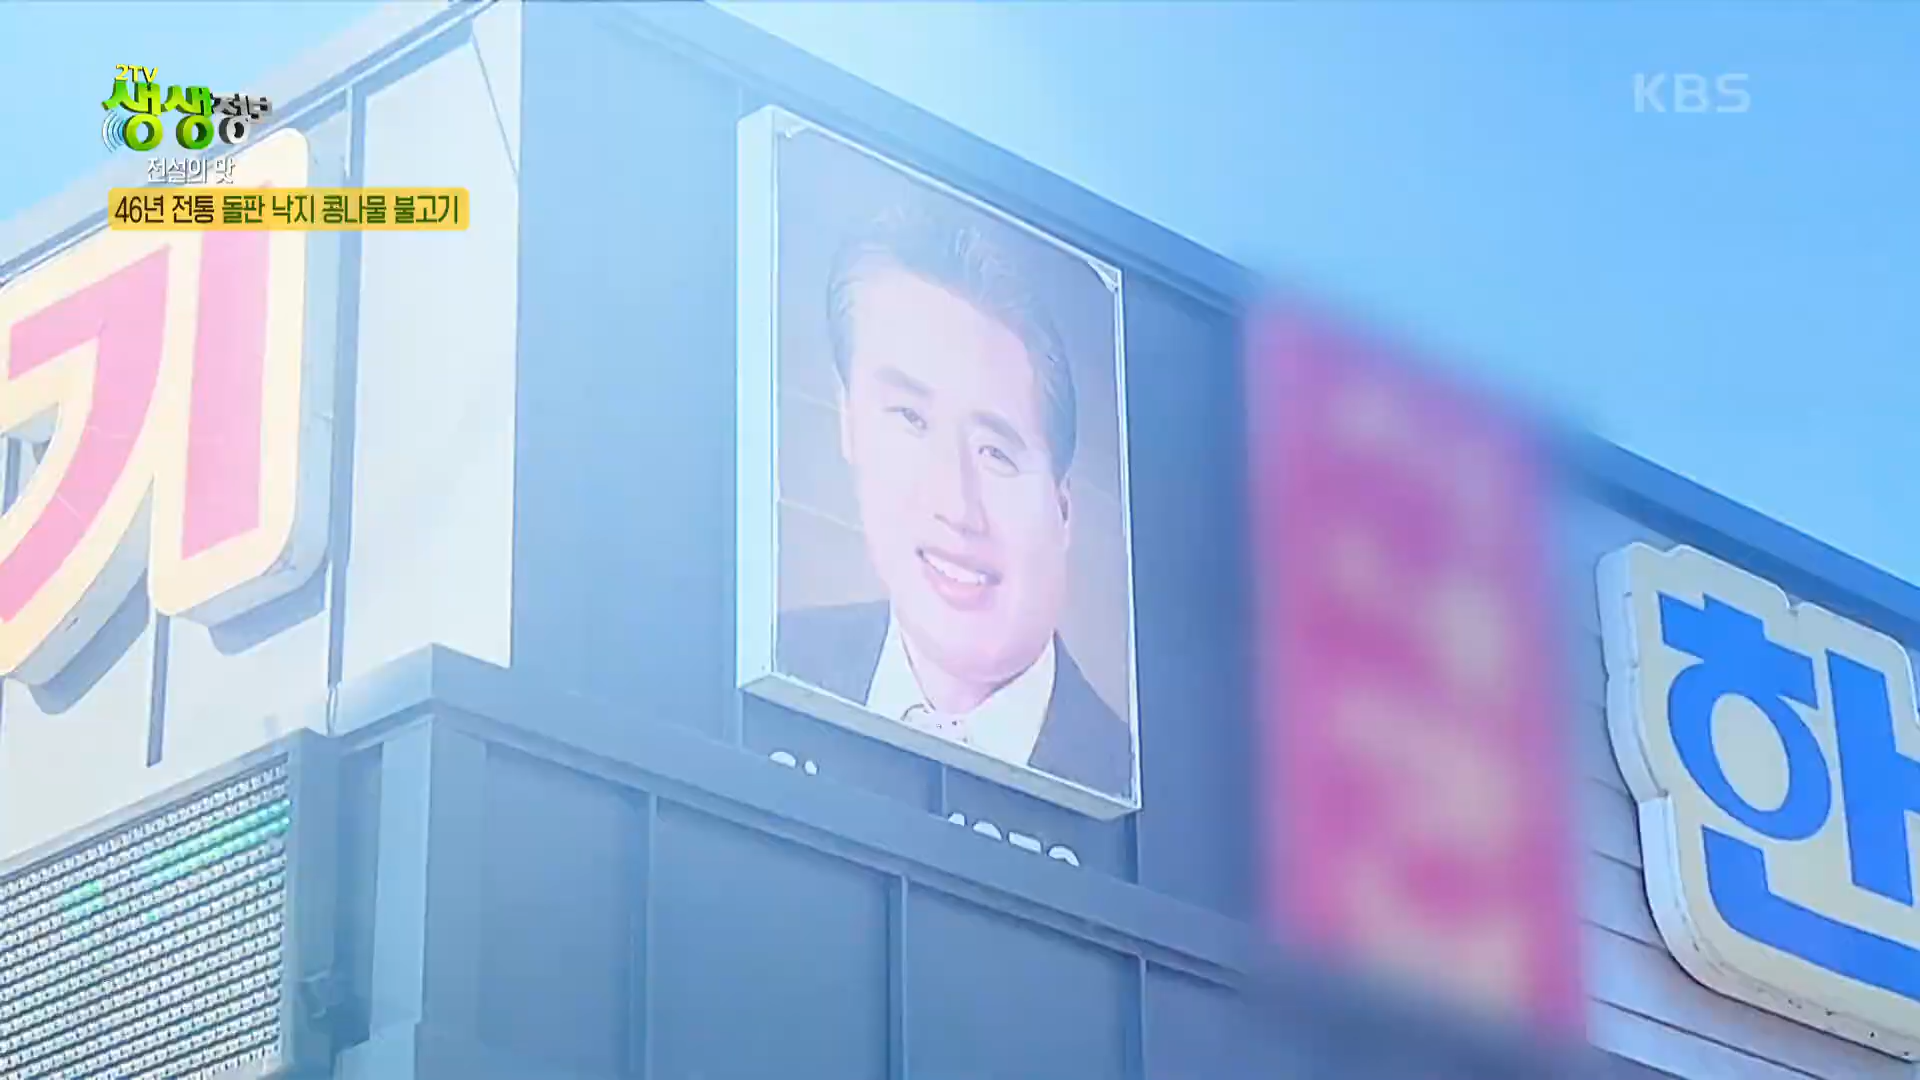 2TV
생생정보
전설의 맛
46년 전통 돌판 낙지 콩나물 불고기
KBS
기
한